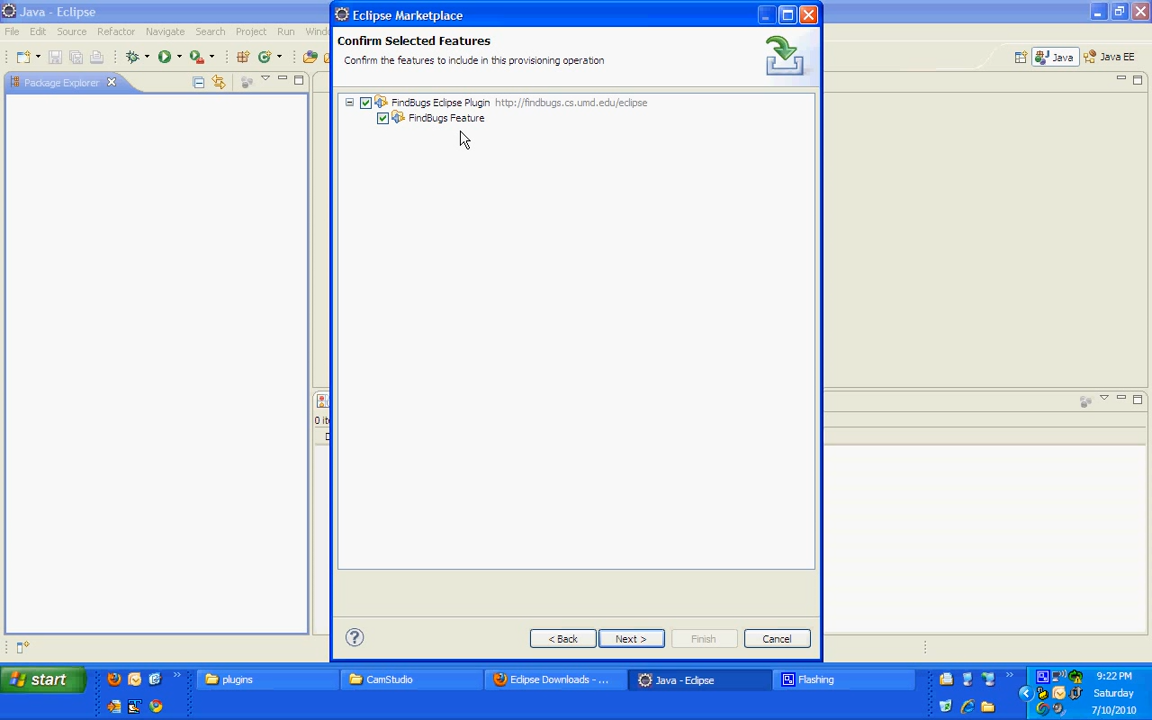 Java - Eclipse
Eclipse Marketplace
File Edit Source Refactor Navigate Search Project Run
Confirm Selected Features
Confirm the features to include in this provisioning operation
Java
Java EE
Package Explorer
FindBugs Eclipse Plugin http://findbugs.cs.umd.edu/eclipse
FindBugs Feature
< Back
Next >
Finish
Cancel
start
plugins
CamStudio
Eclipse Downloads - ...
Java - Eclipse
Flashing
9:22 PM
Saturday
7/10/2010